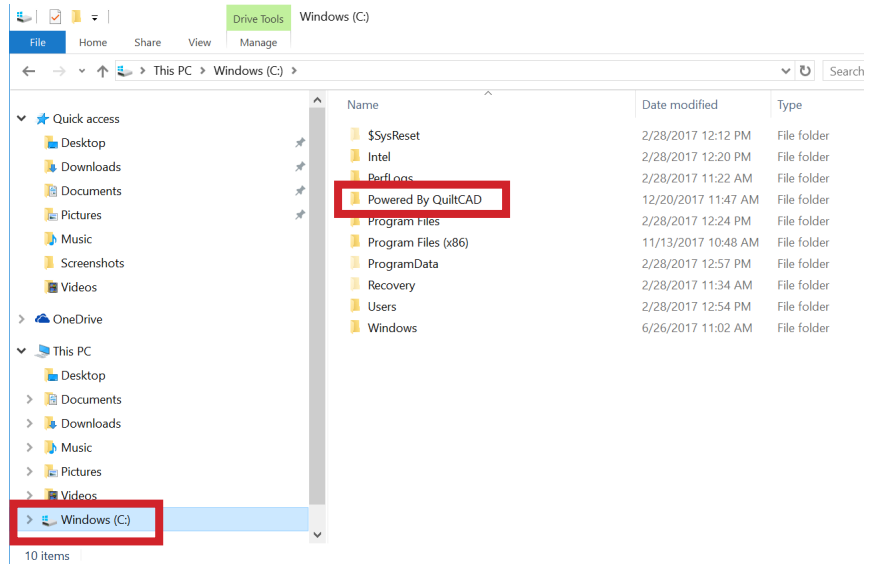 Drive Tools Windows (C:)
File Home Share View Manage
This PC Windows (C:) Search
Quick access
Desktop
Downloads
Documents
Pictures
Music
Screenshots
Videos
OneDrive
This PC
Desktop
Documents
Downloads
Music
Pictures
Videos
Windows (C:)
Name Date modified Type
$SysReset 2/28/2017 12:12 PM File folder
Intel 2/28/2017 12:20 PM File folder
PerfLogs 2/28/2017 11:22 AM File folder
Powered By QuiltCAD 12/20/2017 11:47 AM File folder
Program Files 2/28/2017 12:24 PM File folder
Program Files (x86) 11/13/2017 10:48 AM File folder
ProgramData 2/28/2017 12:57 PM File folder
Recovery 2/28/2017 11:34 AM File folder
Users 2/28/2017 12:54 PM File folder
Windows 6/26/2017 11:02 AM File folder
10 items